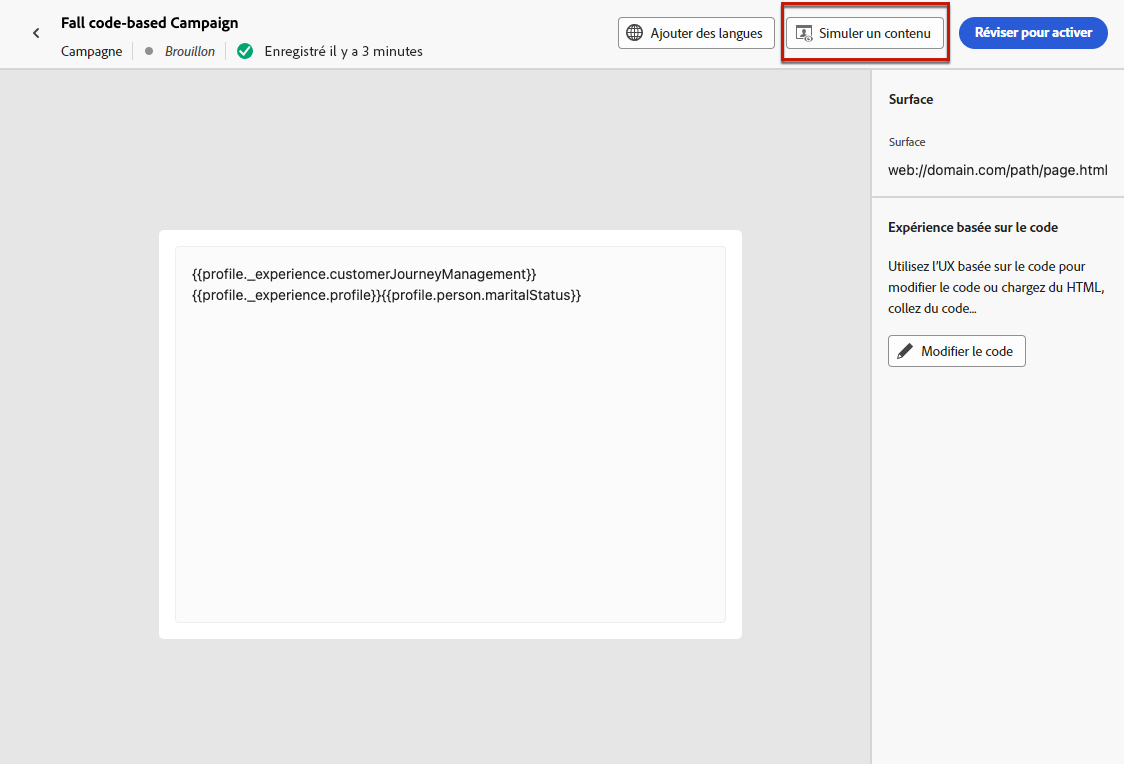 Fall code-based Campaign
Campagne
Brouillon
Enregistré il y a 3 minutes
Ajouter des langues
Simuler un contenu
Réviser pour activer
{{profile._experience.customerJourneyManagement}}
{{profile._experience.profile}}{{profile.person.maritalStatus}}
Surface
Surface
web://domain.com/path/page.html
Expérience basée sur le code
Utilisez l'UX basée sur le code pour
modifier le code ou chargez du HTML,
collez du code...
Modifier le code